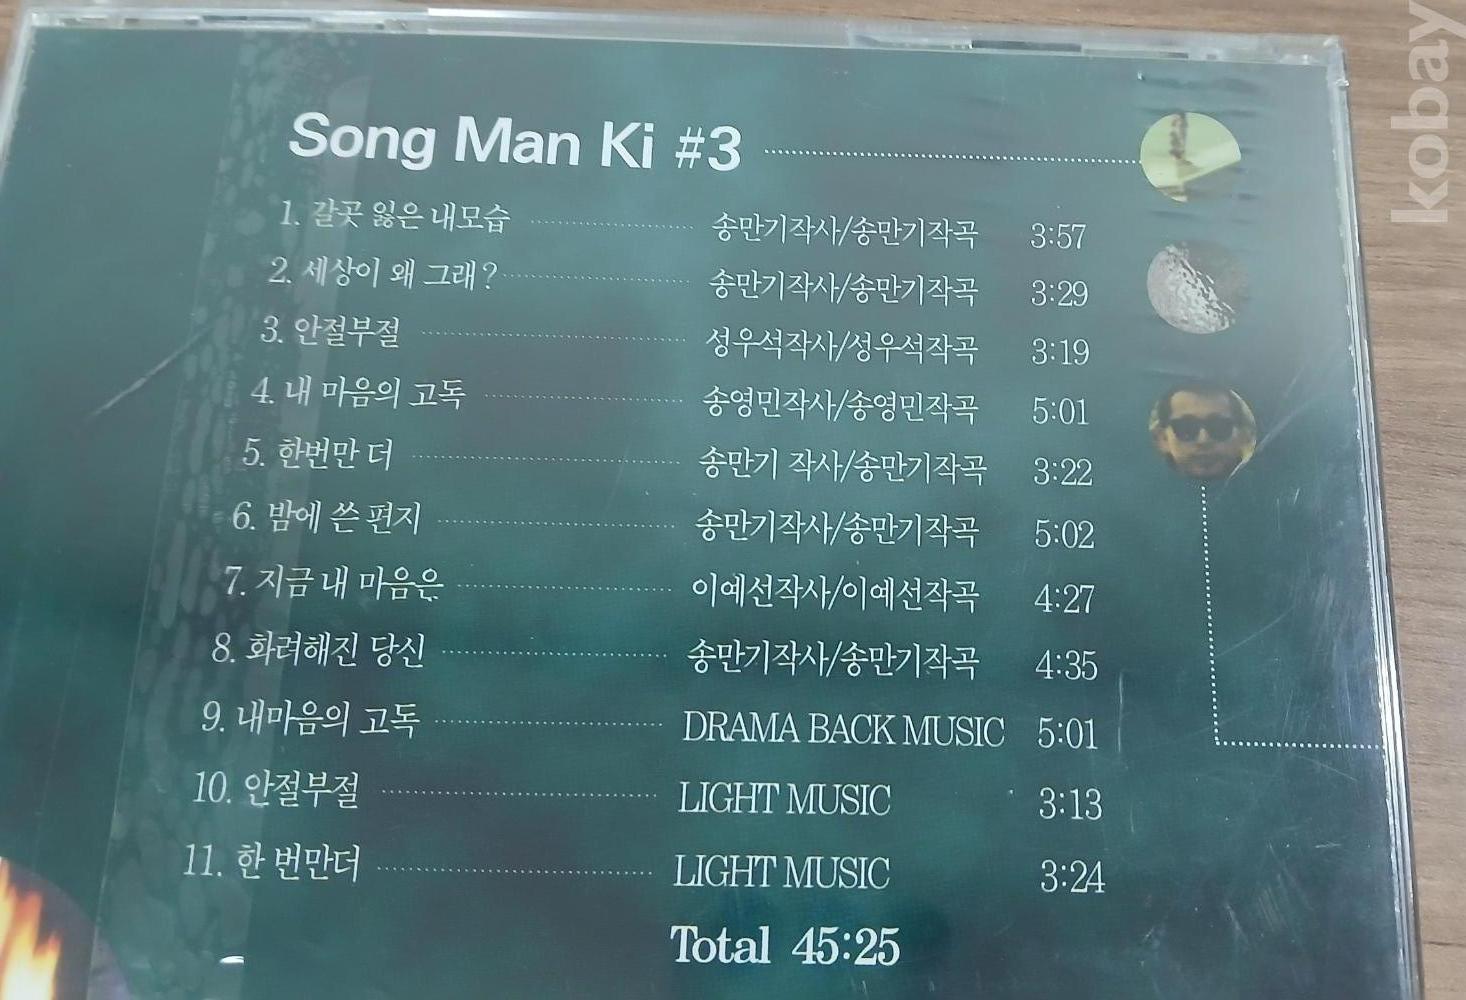 Song Man Ki #3
1. 갈곳 잃은 내모습 송만기작사/송만기작곡 3:57
2. 세상이 왜 그래? 송만기작사/송만기작곡 3:29
3. 안절부절 성우석작사/성우석작곡 3:19
4. 내 마음의 고독 송영민작사/송영민작곡 5:01
5. 한번만 더 송만기 작사/송만기작곡 3:22
6. 밤에 쓴 편지 송만기작사/송만기작곡 5:02
7. 지금 내 마음은 이예선작사/이예선작곡 4:27
8. 화려해진 당신 송만기작사/송만기작곡 4:35
9. 내마음의 고독 DRAMA BACK MUSIC 5:01
10. 안절부절 LIGHT MUSIC 3:13
11. 한 번만더 LIGHT MUSIC 3:24
Total 45:25
kobay